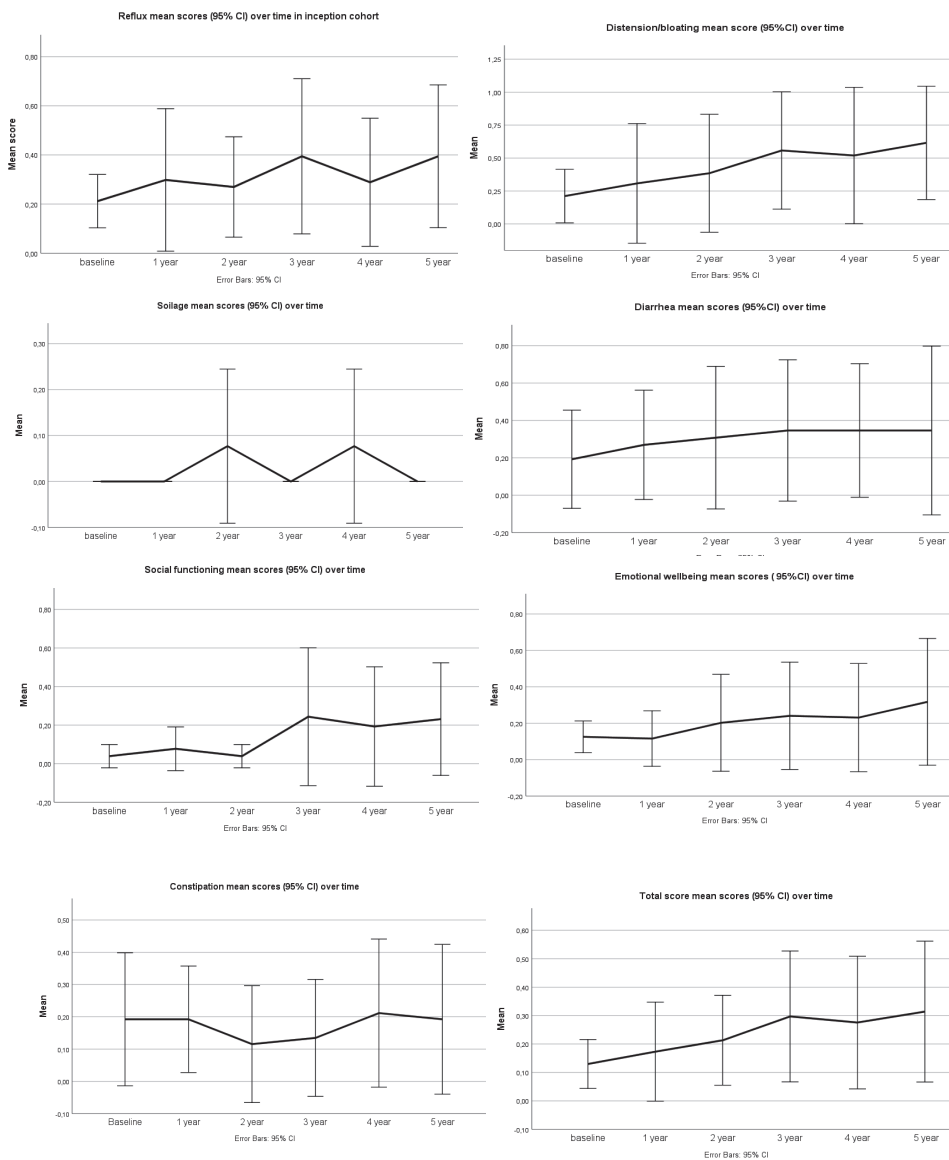 Reflux mean scores (95% CI) over time in inception cohort
Mean score
0,80
0,60
0,40
0,20
0,00
baseline 1 year 2 year 3 year 4 year 5 year
Error Bars: 95% CI
Distension/bloating mean score (95%CI) over time
Mean
1,25
1,00
0,75
0,50
0,25
0,00
baseline 1 year 2 year 3 year 4 year 5 year
Error Bars: 95% CI
Soilage mean scores (95% CI) over time
Mean
0,30
0,20
0,10
0,00
-0,10
baseline 1 year 2 year 3 year 4 year 5 year
Diarrhea mean scores (95%CI) over time
Mean
0,80
0,60
0,40
0,20
0,00
-0,20
baseline 1 year 2 year 3 year 4 year 5 year
Social functioning mean scores (95% CI) over time
Mean
0,80
0,60
0,40
0,20
0,00
-0,20
baseline 1 year 2 year 3 year 4 year 5 year
Error Bars: 95% CI
Emotional wellbeing mean scores ( 95%CI) over time
Mean
0,80
0,60
0,40
0,20
0,00
-0,20
baseline 1 year 2 year 3 year 4 year 5 year
Error Bars: 95% CI
Constipation mean scores (95% CI) over time
Mean
0,50
0,40
0,30
0,20
0,10
0,00
-0,10
Baseline 1 year 2 year 3 year 4 year 5 year
Error Bars: 95% CI
Total score mean scores (95% CI) over time
Mean
0,60
0,50
0,40
0,30
0,20
0,10
0,00
-0,10
baseline 1 year 2 year 3 year 4 year 5 year
Error Bars: 95% CI